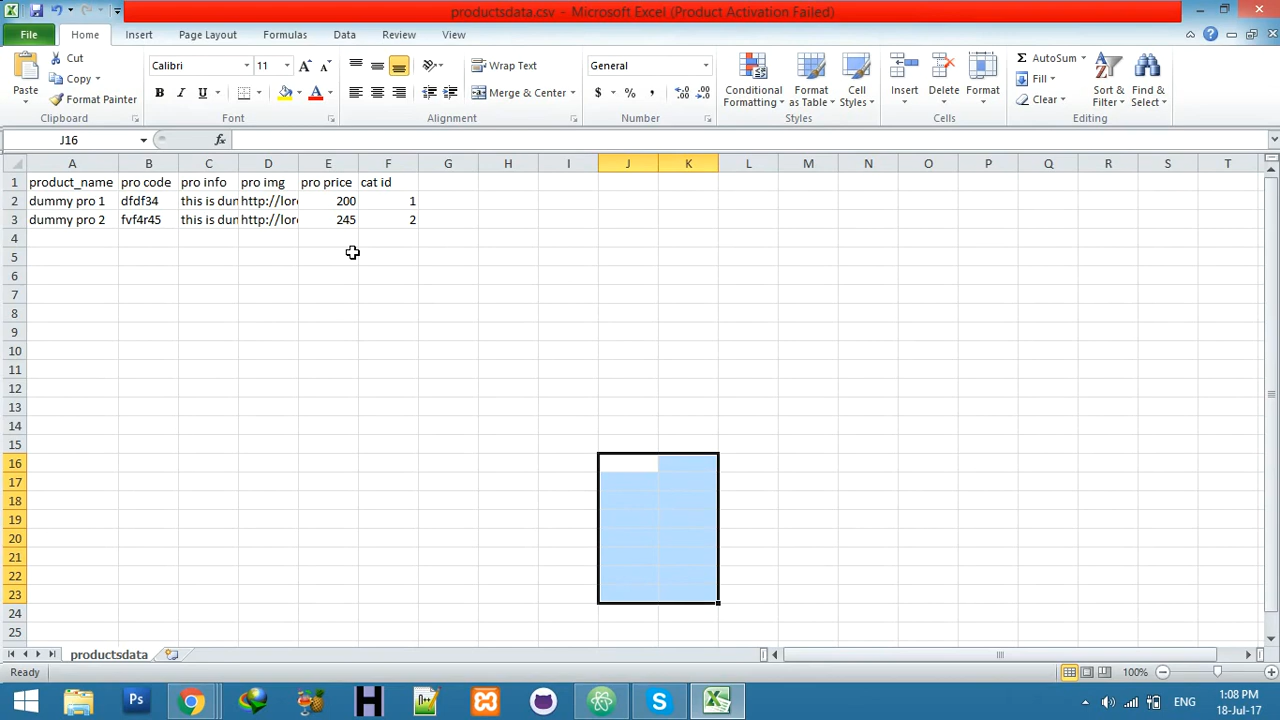 productsdata.csv - Microsoft Excel (Product Activation Failed)
File Home Insert Page Layout Formulas Data Review View
Paste Cut Copy Format Painter Clipboard
Calibri 11 B I U A A A Font
Wrap Text Merge & Center Alignment
General $ % , Number
Conditional Formatting Format as Table Cell Styles Styles
Insert Delete Format Cells
Σ AutoSum Fill Clear Sort & Filter Find & Select Editing
J16 fx
A B C D E F G H I J K L M N O P Q R S T
1 product_name pro code pro info pro img pro price cat id
2 dummy pro 1 dfdf34 this is dun http://lore 200 1
3 dummy pro 2 fvf4r45 this is dun http://lore 245 2
4
5
6
7
8
9
10
11
12
13
14
15
16
17
18
19
20
21
22
23
24
25
productsdata
Ready 100%
Ps H ENG 1:08 PM
18-Jul-17